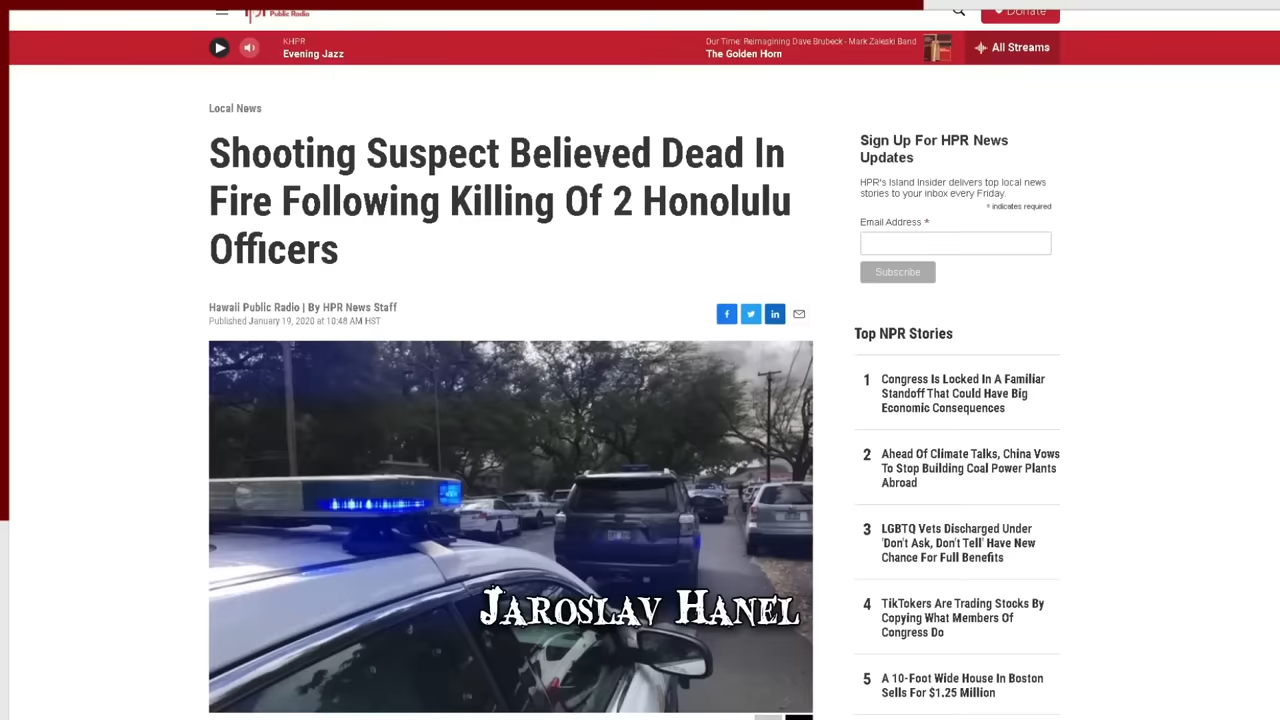 Public Radio
Donate
KHPR
Evening Jazz
Our Time: Reimagining Dave Brubeck - Mark Zaleski Band
The Golden Horn
All Streams
Local News
Shooting Suspect Believed Dead In
Fire Following Killing Of 2 Honolulu
Officers
Hawaii Public Radio | By HPR News Staff
Published January 19, 2020 at 10:48 AM HST
JAROSLAV HANEL
Sign Up For HPR News
Updates
HPR's Island Insider delivers top local news
stories to your inbox every Friday.
* indicates required
Email Address *
Subscribe
Top NPR Stories
1 Congress Is Locked In A Familiar
Standoff That Could Have Big
Economic Consequences
2 Ahead Of Climate Talks, China Vows
To Stop Building Coal Power Plants
Abroad
3 LGBTQ Vets Discharged Under
'Don't Ask, Don't Tell' Have New
Chance For Full Benefits
4 TikTokers Are Trading Stocks By
Copying What Members Of
Congress Do
5 A 10-Foot Wide House In Boston
Sells For $1.25 Million